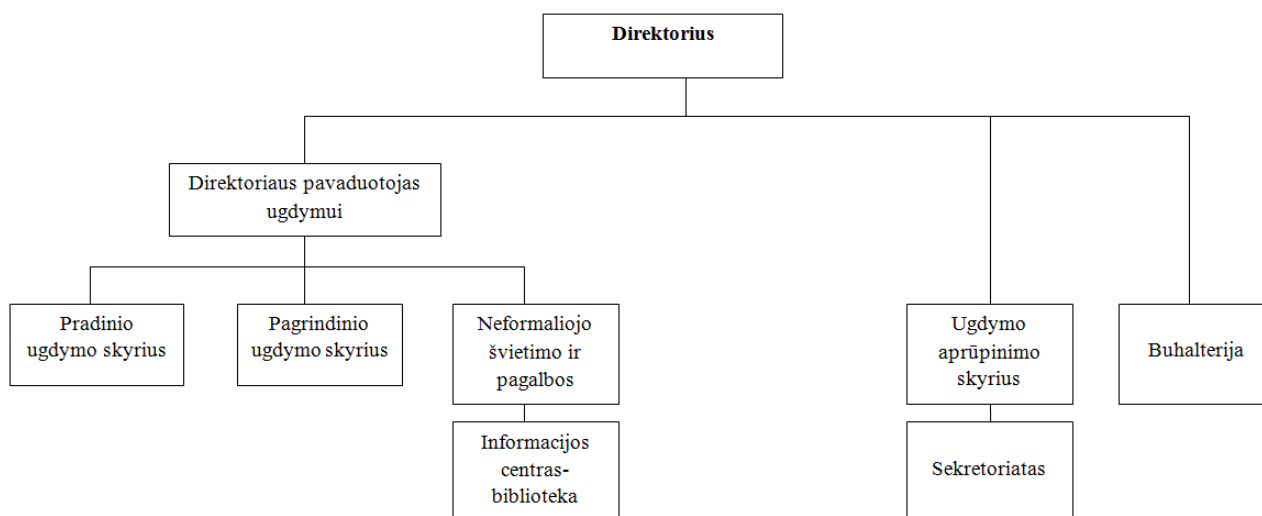 Direktorius
Direktoriaus pavaduotojas
ugdymui
Pradinio
ugdymo skyrius
Pagrindinio
ugdymo skyrius
Neformaliojo
švietimo ir
pagalbos
Ugdymo
aprūpinimo
skyrius
Buhalterija
Informacijos
centras-
biblioteka
Sekretoriatas